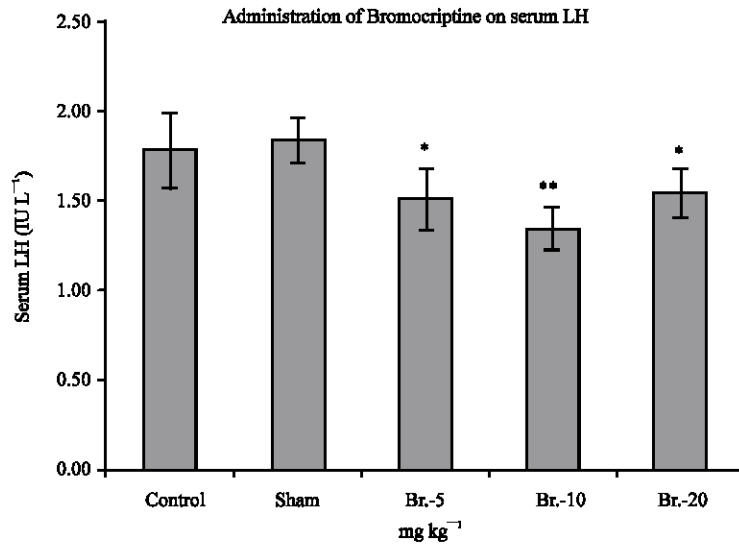 Administration of Bromocriptine on serum LH
Serum LH (IU L⁻¹)
2.50
2.00
1.50
1.00
0.50
0.00
*
**
*
Control Sham Br.-5 Br.-10 Br.-20
mg kg⁻¹